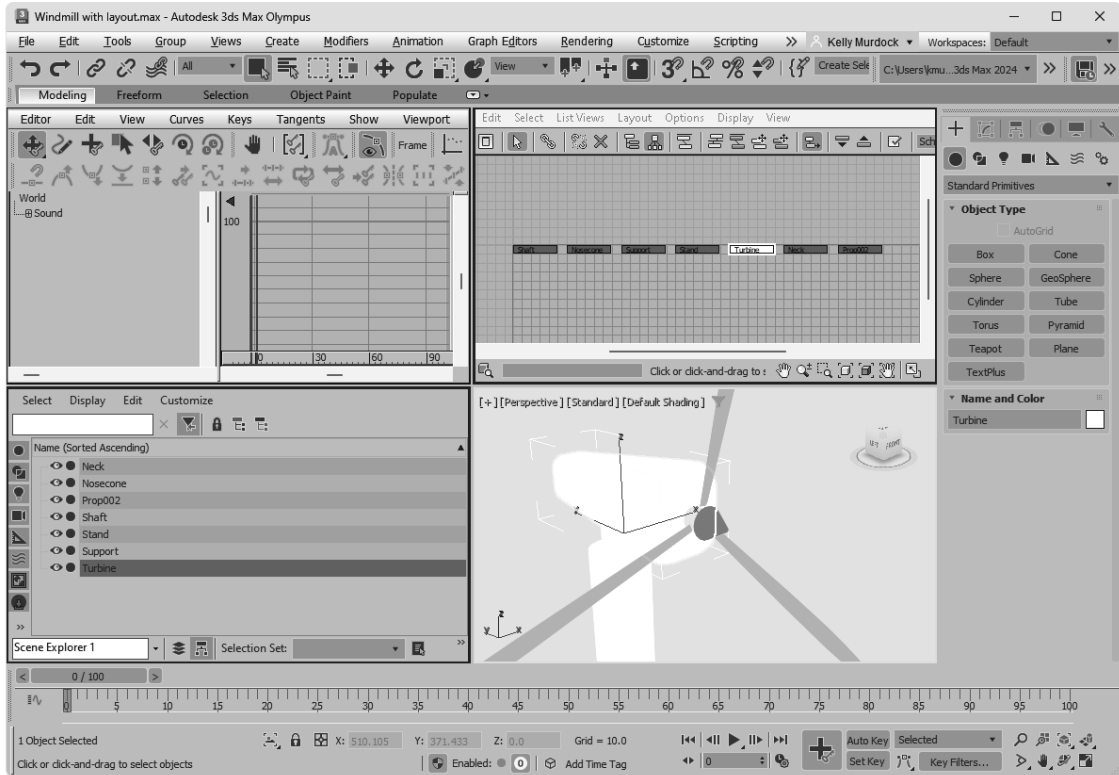 Windmill with layout.max - Autodesk 3ds Max Olympus
File Edit Tools Group Views Create Modifiers Animation Graph Editors Rendering Customize Scripting Kelly Murdock Workspaces: Default
All View Create Sele C:\Users\kmu...3ds Max 2024
Modeling Freeform Selection Object Paint Populate
Editor Edit View Curves Keys Tangents Show Viewport
Frame
World
Sound
100
0 30 60 90
Edit Select List Views Layout Options Display View
Sch
Shaft Nosecone Support Stand Turbine Neck Prop002
Click or click-and-drag to :
Standard Primitives
Object Type
AutoGrid
Box Cone
Sphere GeoSphere
Cylinder Tube
Torus Pyramid
Teapot Plane
TextPlus
Name and Color
Turbine
Select Display Edit Customize
Name (Sorted Ascending)
Neck
Nosecone
Prop002
Shaft
Stand
Support
Turbine
Scene Explorer 1 Selection Set:
[+] [Perspective] [Standard] [Default Shading]
z
x
LEFT FRONT
z
y x
0 / 100
0 5 10 15 20 25 30 35 40 45 50 55 60 65 70 75 80 85 90 95 100
1 Object Selected X: 510.105 Y: 371.433 Z: 0.0 Grid = 10.0 Auto Key Selected
Click or click-and-drag to select objects Enabled: 0 Add Time Tag 0 Set Key Key Filters...